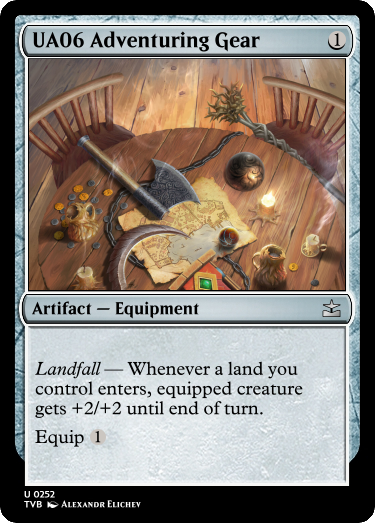 UA06 Adventuring Gear 1
Artifact — Equipment
Landfall — Whenever a land you
control enters, equipped creature
gets +2/+2 until end of turn.
Equip 1
U 0252
TVB Alexandr Elichev